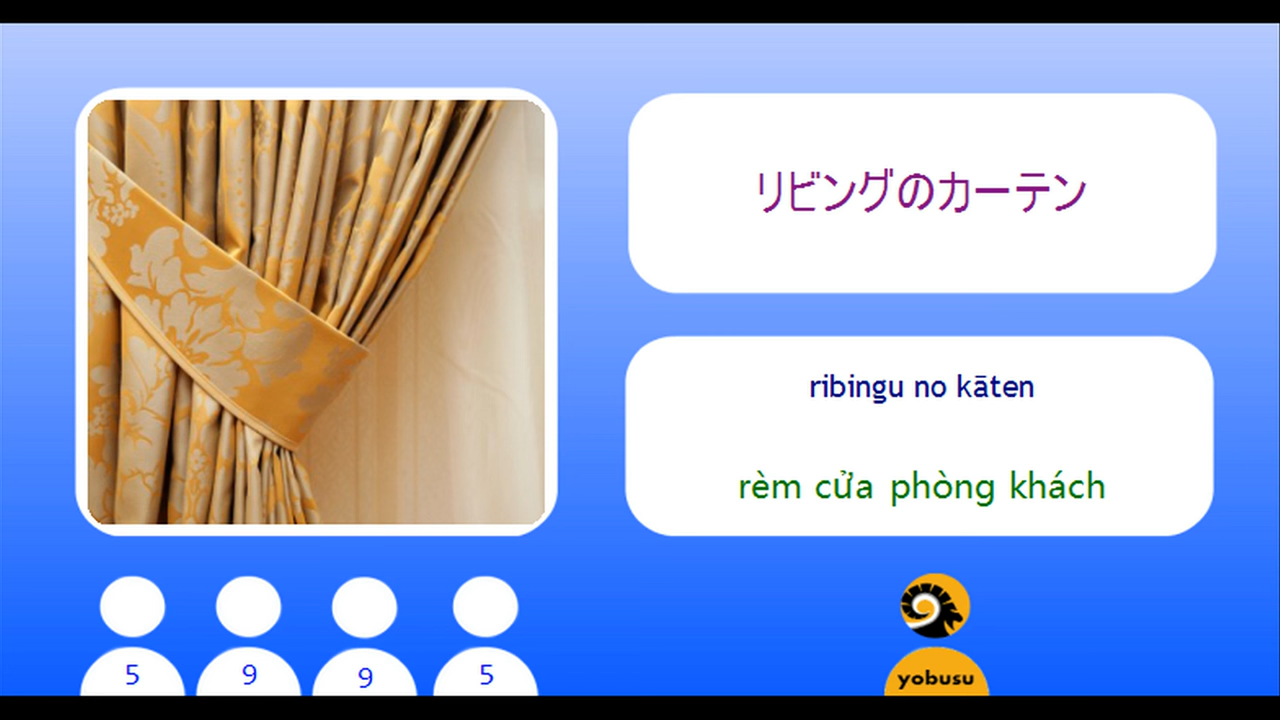 リビングのカーテン
ribingu no kāten
rèm cửa phòng khách
5 9 9 5
yobusu